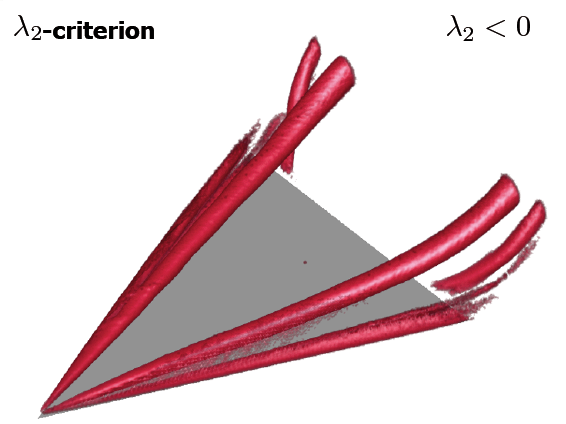 λ₂-criterion
λ₂ < 0